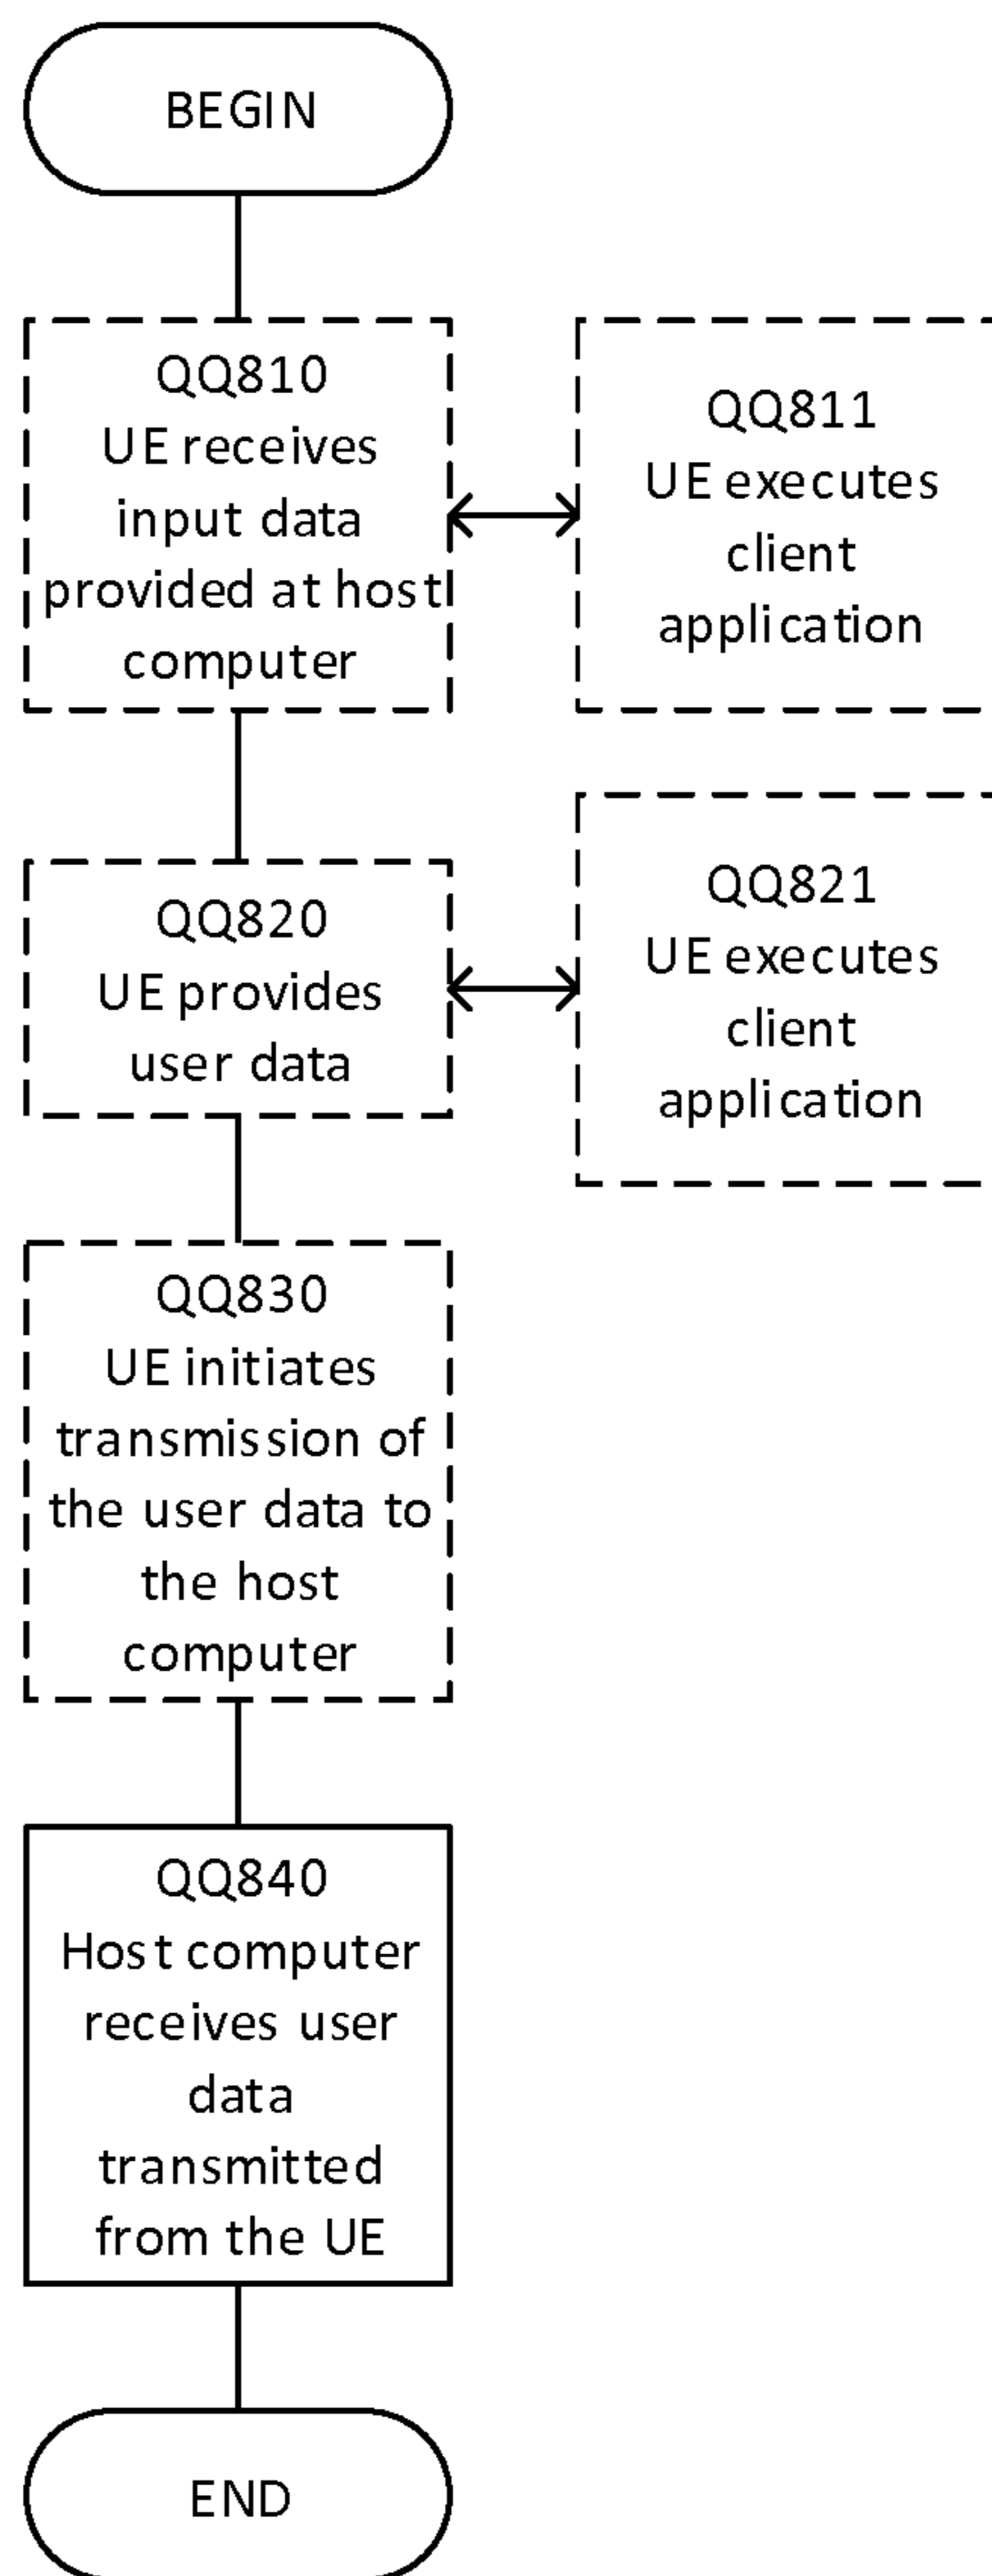 BEGIN
QQ810
UE receives
input data
provided at host
computer
QQ811
UE executes
client
application
QQ820
UE provides
user data
QQ821
UE executes
client
application
QQ830
UE initiates
transmission of
the user data to
the host
computer
QQ840
Host computer
receives user
data
transmitted
from the UE
END